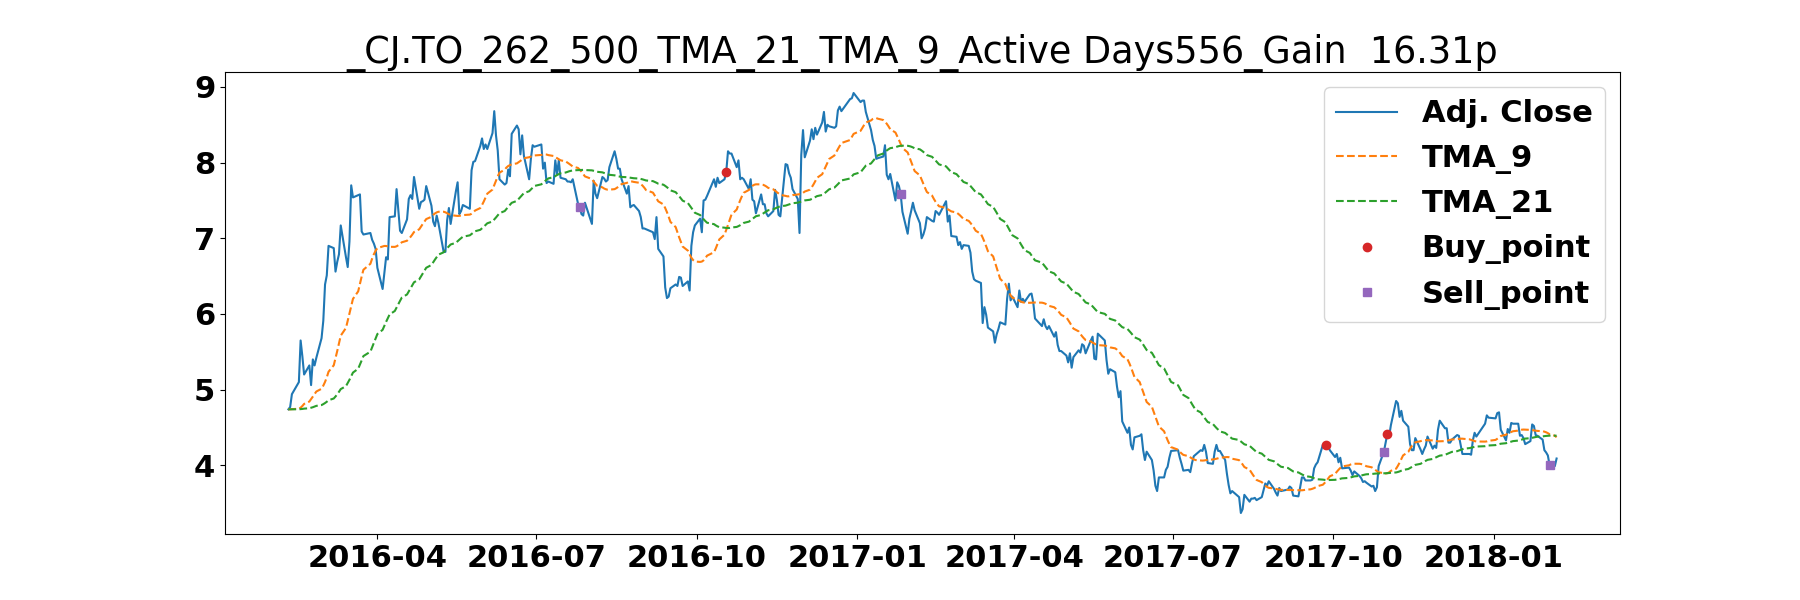 _CJ.TO_262_500_TMA_21_TMA_9_Active Days556_Gain  16.31p
9
8
7
6
5
4
Adj. Close
TMA_9
TMA_21
Buy_point
Sell_point
2016-04 2016-07 2016-10 2017-01 2017-04 2017-07 2017-10 2018-01